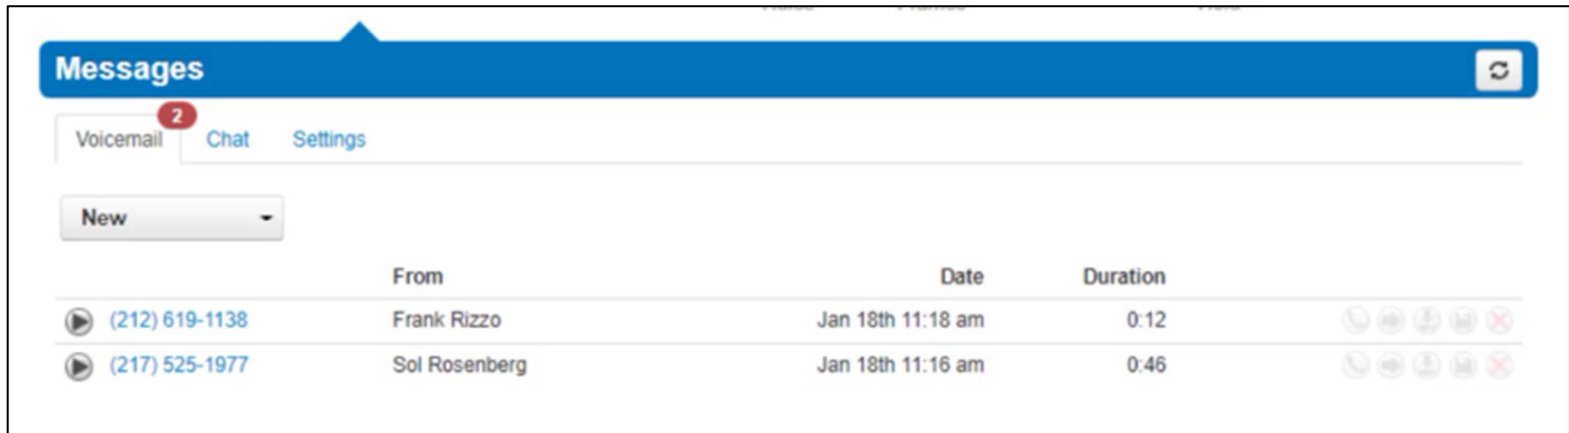 Messages
2
Voicemail Chat Settings
New
From Date Duration
(212) 619-1138 Frank Rizzo Jan 18th 11:18 am 0:12
(217) 525-1977 Sol Rosenberg Jan 18th 11:16 am 0:46